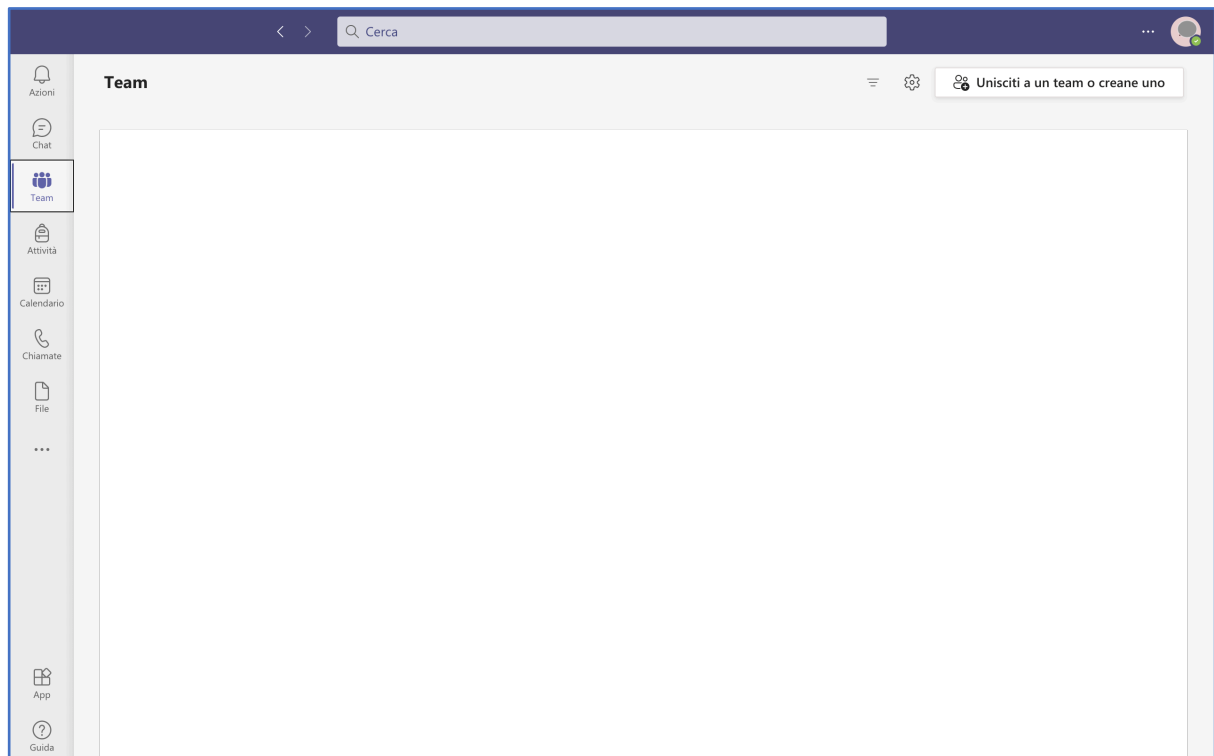 Cerca
Azioni
Chat
Team
Attività
Calendario
Chiamate
File
App
Guida
Team
Unisciti a un team o creane uno